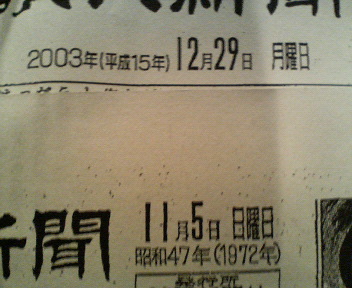 新聞
2003年(平成15年)12月29日 月曜日
新聞
11月5日 日曜日
昭和47年(1972年)